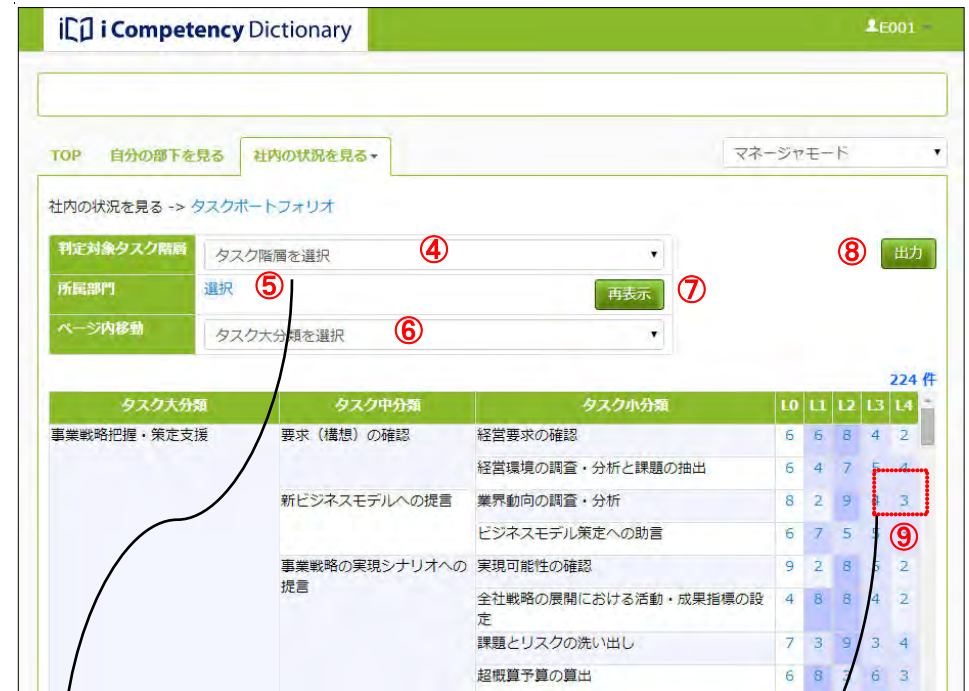 iCD i Competency Dictionary
E001
TOP 自分の部下を見る 社内の状況を見る
マネージャモード
社内の状況を見る -> タスクポートフォリオ
判定対象タスク階層 タスク階層を選択 ④
⑧ 出力
所属部門 選択 ⑤ 再表示 ⑦
ページ内移動 タスク大分類を選択 ⑥
224 件
タスク大分類 タスク中分類 タスク小分類 L0 L1 L2 L3 L4
事業戦略把握・策定支援 要求（構想）の確認 経営要求の確認 6 6 8 4 2
経営環境の調査・分析と課題の抽出 6 4 7 5 4
新ビジネスモデルへの提言 業界動向の調査・分析 8 2 9 4 3
ビジネスモデル策定への助言 6 7 5 5
⑨
事業戦略の実現シナリオへの 実現可能性の確認 9 2 8 5 2
提言
全社戦略の展開における活動・成果指標の設 4 8 8 4 2
定
課題とリスクの洗い出し 7 3 9 3 4
超概算予算の算出 6 8 3 6 3